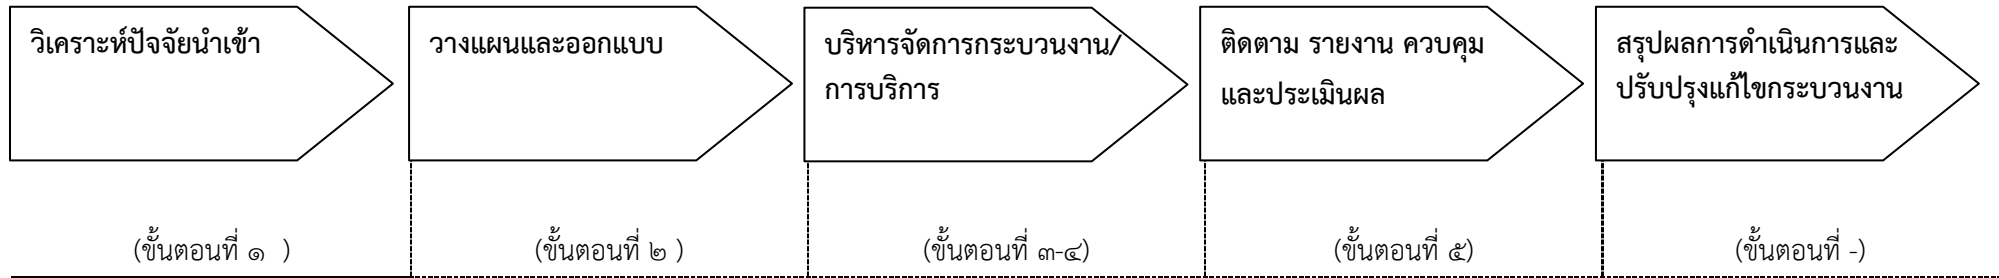 วิเคราะห์ปัจจัยนำเข้า
วางแผนและออกแบบ
บริหารจัดการกระบวนงาน/
การบริการ
ติดตาม รายงาน ควบคุม
และประเมินผล
สรุปผลการดำเนินการและ
ปรับปรุงแก้ไขกระบวนงาน
(ขั้นตอนที่ ๑ )
(ขั้นตอนที่ ๒ )
(ขั้นตอนที่ ๓-๔)
(ขั้นตอนที่ ๕)
(ขั้นตอนที่ -)